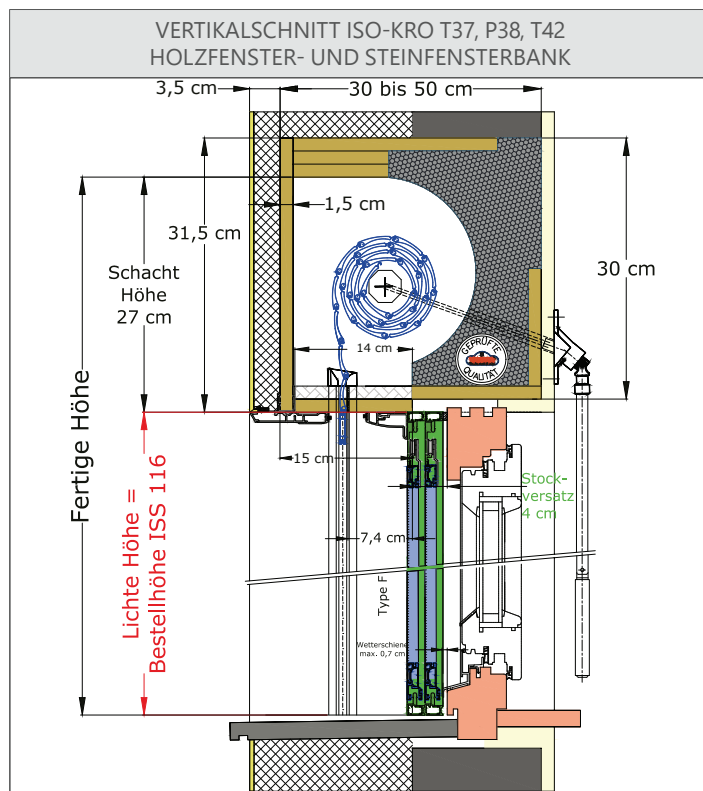 VERTIKALSCHNITT ISO-KRO T37, P38, T42
HOLZFENSTER- UND STEINFENSTERBANK
3,5 cm
30 bis 50 cm
1,5 cm
31,5 cm
Schacht
Höhe
27 cm
30 cm
14 cm
GEPRÜFTE
QUALITÄT
Fertige Höhe
15 cm
Stock-
versatz
4 cm
Lichte Höhe =
Bestellhöhe ISS 116
7,4 cm
Type F
Wetterschiene
max. 0,7 cm